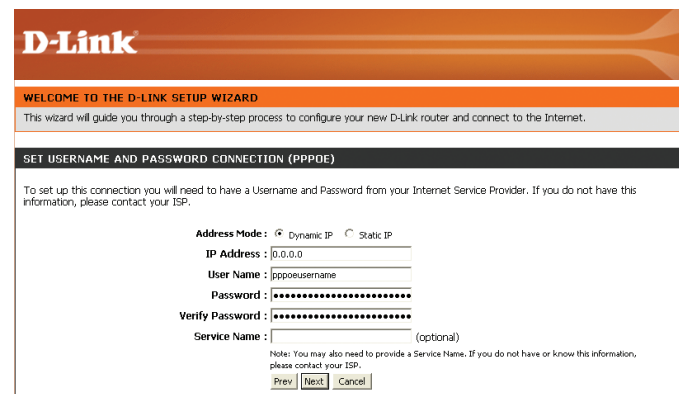 D-Link
WELCOME TO THE D-LINK SETUP WIZARD
This wizard will guide you through a step-by-step process to configure your new D-Link router and connect to the Internet.
SET USERNAME AND PASSWORD CONNECTION (PPPOE)
To set up this connection you will need to have a Username and Password from your Internet Service Provider. If you do not have this
information, please contact your ISP.
Address Mode : Dynamic IP Static IP
IP Address : 0.0.0.0
User Name : pppoeusername
Password : ••••••••••••••••••••••••
Verify Password : ••••••••••••••••••••••••
Service Name : (optional)
Note: You may also need to provide a Service Name. If you do not have or know this information,
please contact your ISP.
Prev Next Cancel